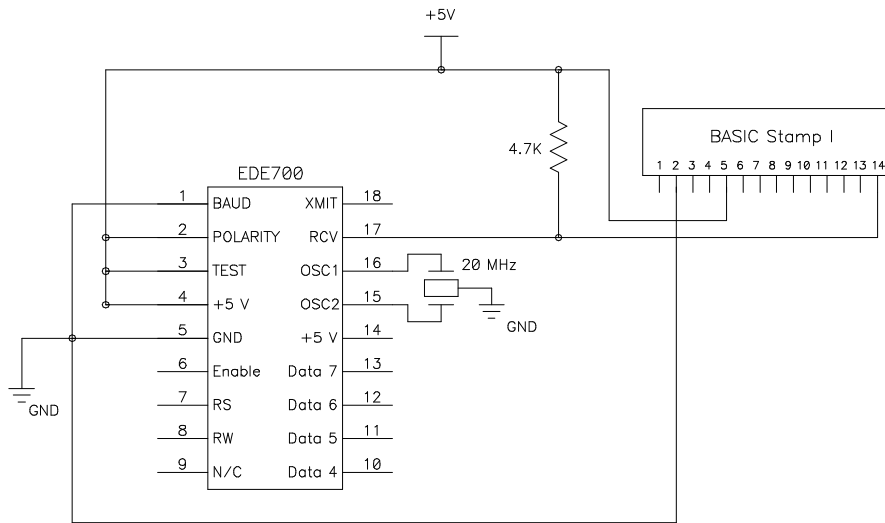 +5V
BASIC Stamp I
1 2 3 4 5 6 7 8 9 10 11 12 13 14
4.7K
EDE700
1 BAUD XMIT 18
2 POLARITY RCV 17
3 TEST OSC1 16
20 MHz
4 +5 V OSC2 15
GND
5 GND +5 V 14
6 Enable Data 7 13
GND
7 RS Data 6 12
8 RW Data 5 11
9 N/C Data 4 10